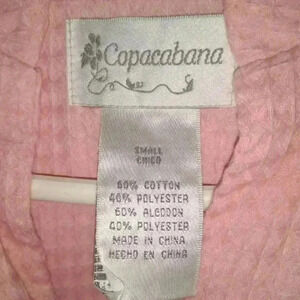 Copacabana
SMALL
CHICO
60% COTTON
40% POLYESTER
60% ALGODON
40% POLYESTER
MADE IN CHINA
HECHO EN CHINA